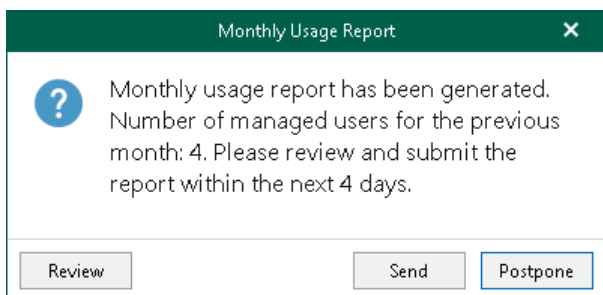 Monthly Usage Report
Monthly usage report has been generated.
Number of managed users for the previous
month: 4. Please review and submit the
report within the next 4 days.
Review
Send
Postpone